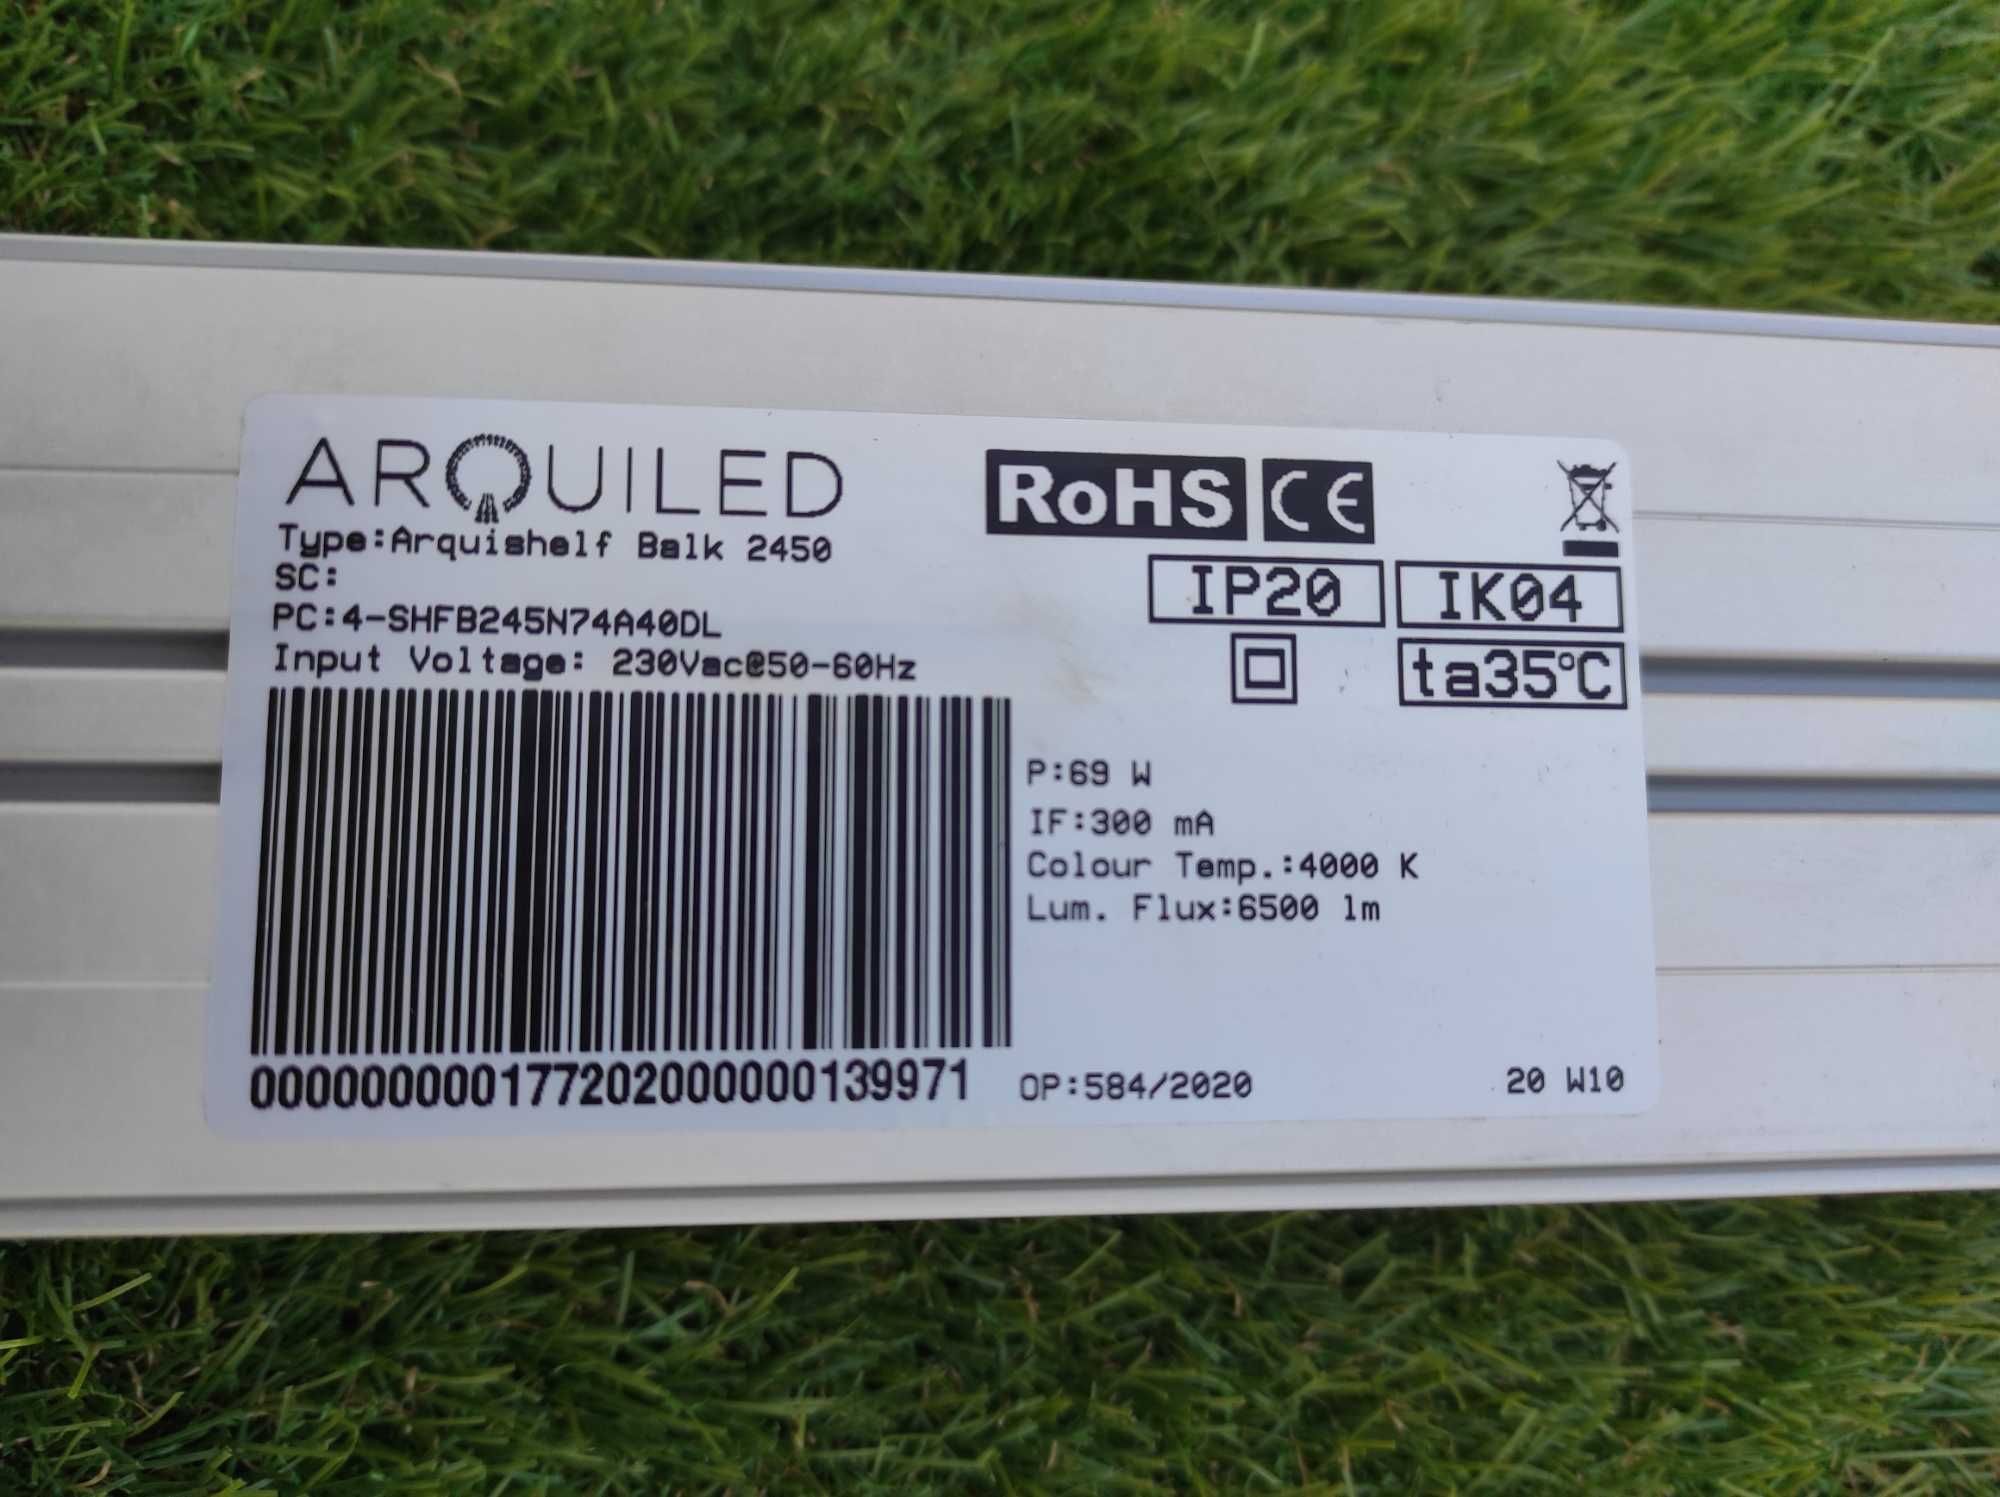 ARQUILED
RoHS CE
Type:Arquishelf Balk 2450
SC:
PC:4-SHFB245N74A40DL
Input Voltage: 230Vac@50-60Hz
IP20 IK04
ta35°C
P:69 W
IF:300 mA
Colour Temp.:4000 K
Lum. Flux:6500 lm
0000000001772020000000139971
OP:584/2020
20 W10